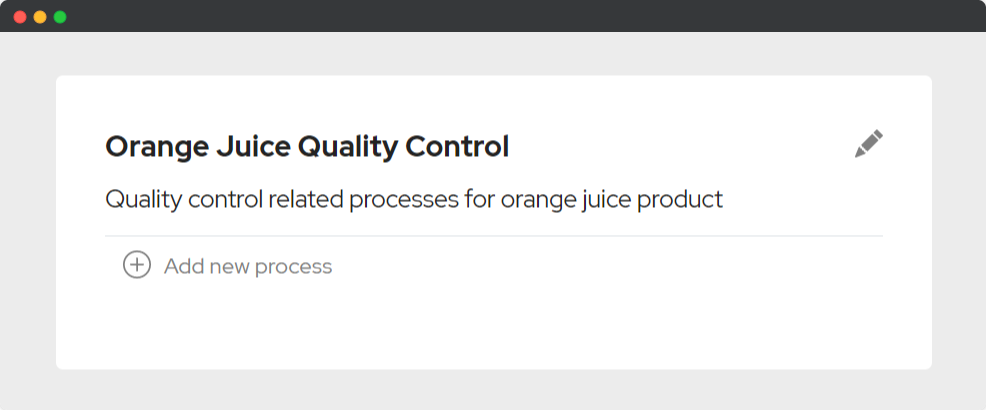 Orange Juice Quality Control
Quality control related processes for orange juice product
Add new process